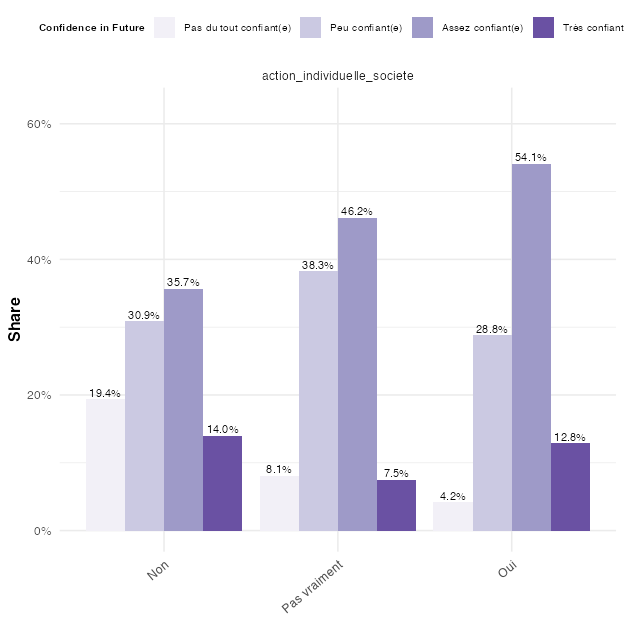 Confidence in Future Pas du tout confiant(e) Peu confiant(e) Assez confiant(e) Très confiant
action_individuelle_societe
60%
54.1%
46.2%
40%
38.3%
35.7%
30.9%
28.8%
Share
20%
19.4%
14.0%
12.8%
8.1%
7.5%
4.2%
0%
Non
Pas vraiment
Oui